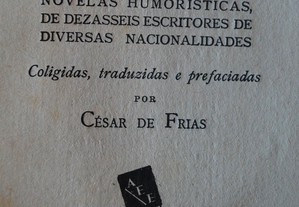 NOVELAS HUMORÍSTICAS,
DE DEZASSEIS ESCRITORES DE
DIVERSAS NACIONALIDADES
Coligidas, traduzidas e prefaciadas
POR
CÉSAR DE FRIAS
A E E